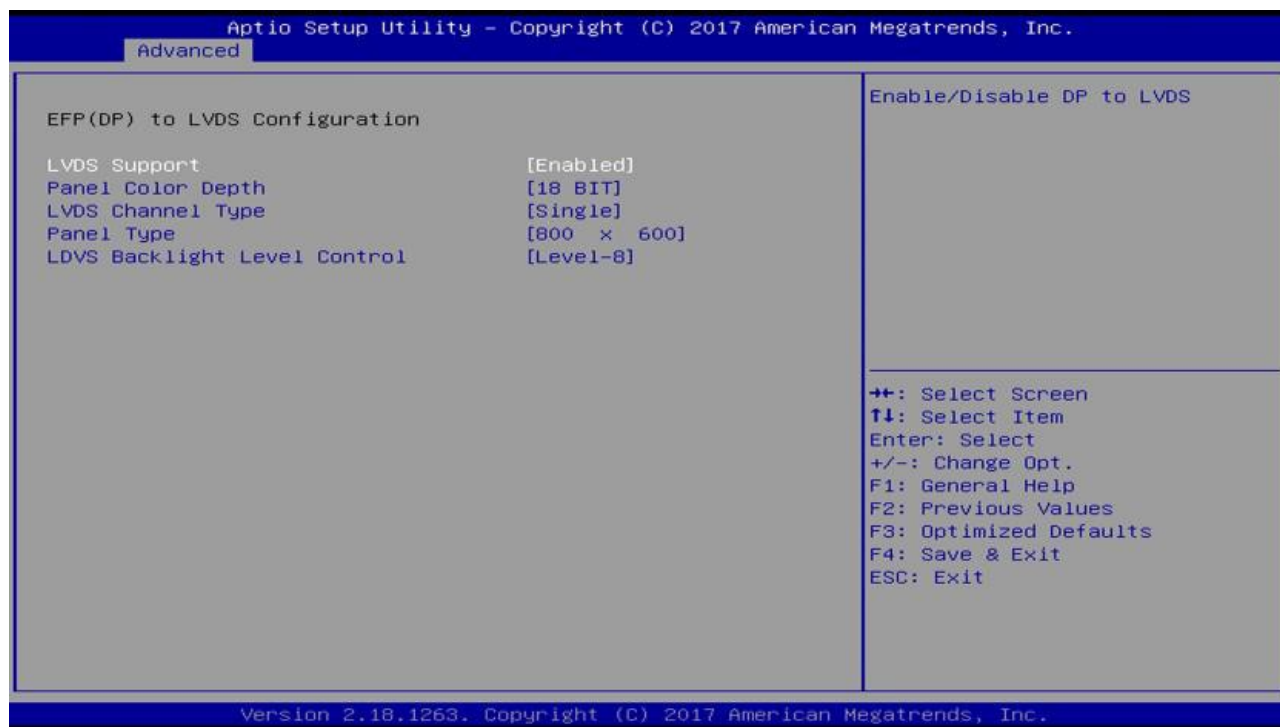 Aptio Setup Utility – Copyright (C) 2017 American Megatrends, Inc.
Advanced
EFP(DP) to LVDS Configuration
LVDS Support [Enabled]
Panel Color Depth [18 BIT]
LVDS Channel Type [Single]
Panel Type [800 x 600]
LDVS Backlight Level Control [Level-8]
Enable/Disable DP to LVDS
→←: Select Screen
↑↓: Select Item
Enter: Select
+/-: Change Opt.
F1: General Help
F2: Previous Values
F3: Optimized Defaults
F4: Save & Exit
ESC: Exit
Version 2.18.1263. Copyright (C) 2017 American Megatrends, Inc.